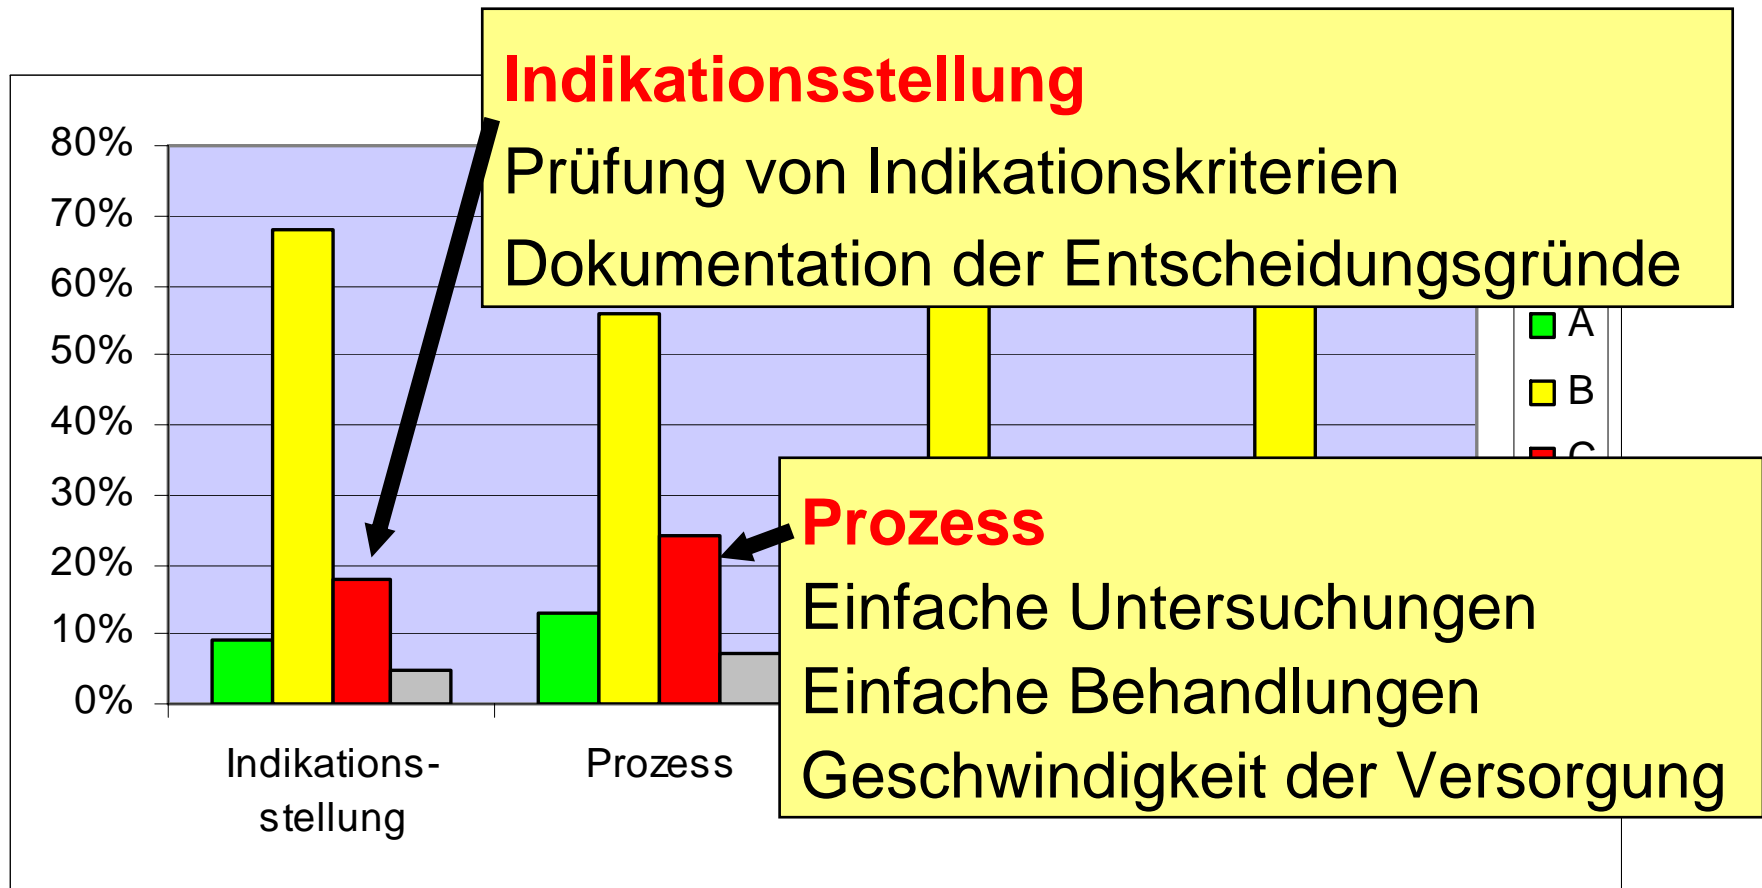 Indikationsstellung
Prüfung von Indikationskriterien
Dokumentation der Entscheidungsgründe
80%
70%
60%
50%
40%
30%
20%
10%
0%
A
B
C
Prozess
Einfache Untersuchungen
Einfache Behandlungen
Geschwindigkeit der Versorgung
Indikations-
stellung
Prozess